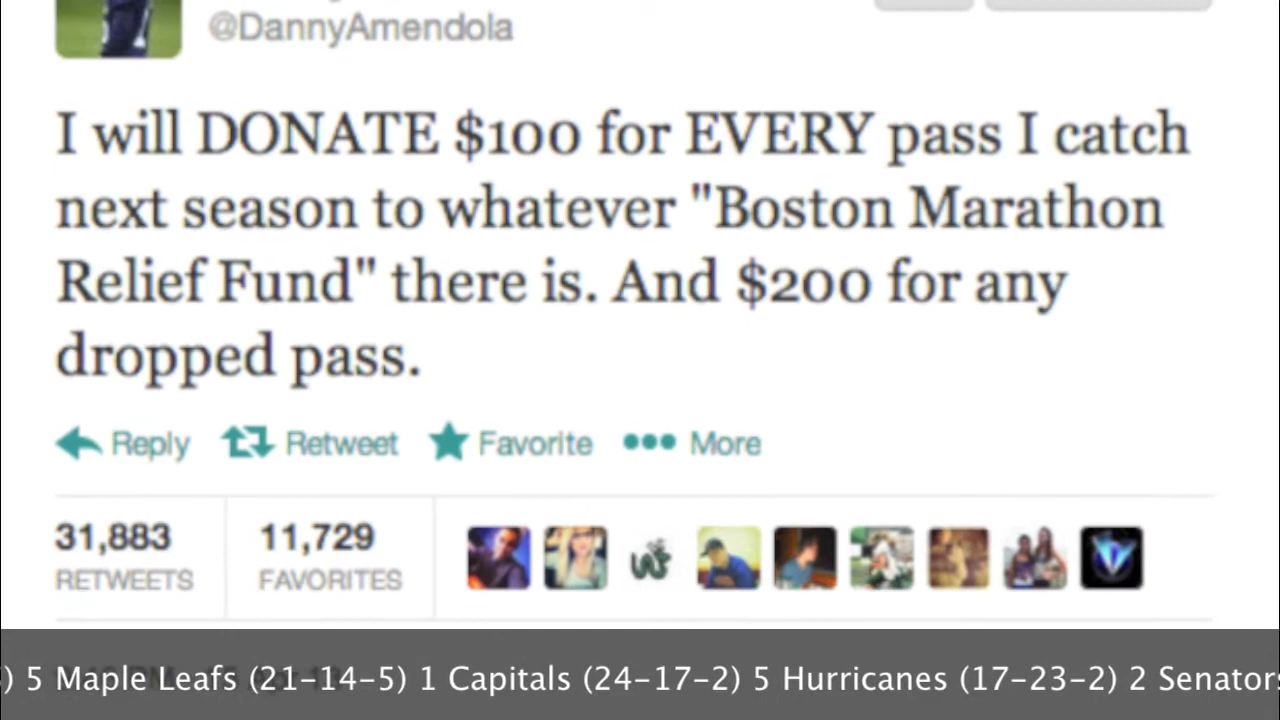 @DannyAmendola
I will DONATE $100 for EVERY pass I catch
next season to whatever "Boston Marathon
Relief Fund" there is. And $200 for any
dropped pass.
Reply Retweet Favorite More
31,883 11,729
RETWEETS FAVORITES
) 5 Maple Leafs (21-14-5) 1 Capitals (24-17-2) 5 Hurricanes (17-23-2) 2 Senators